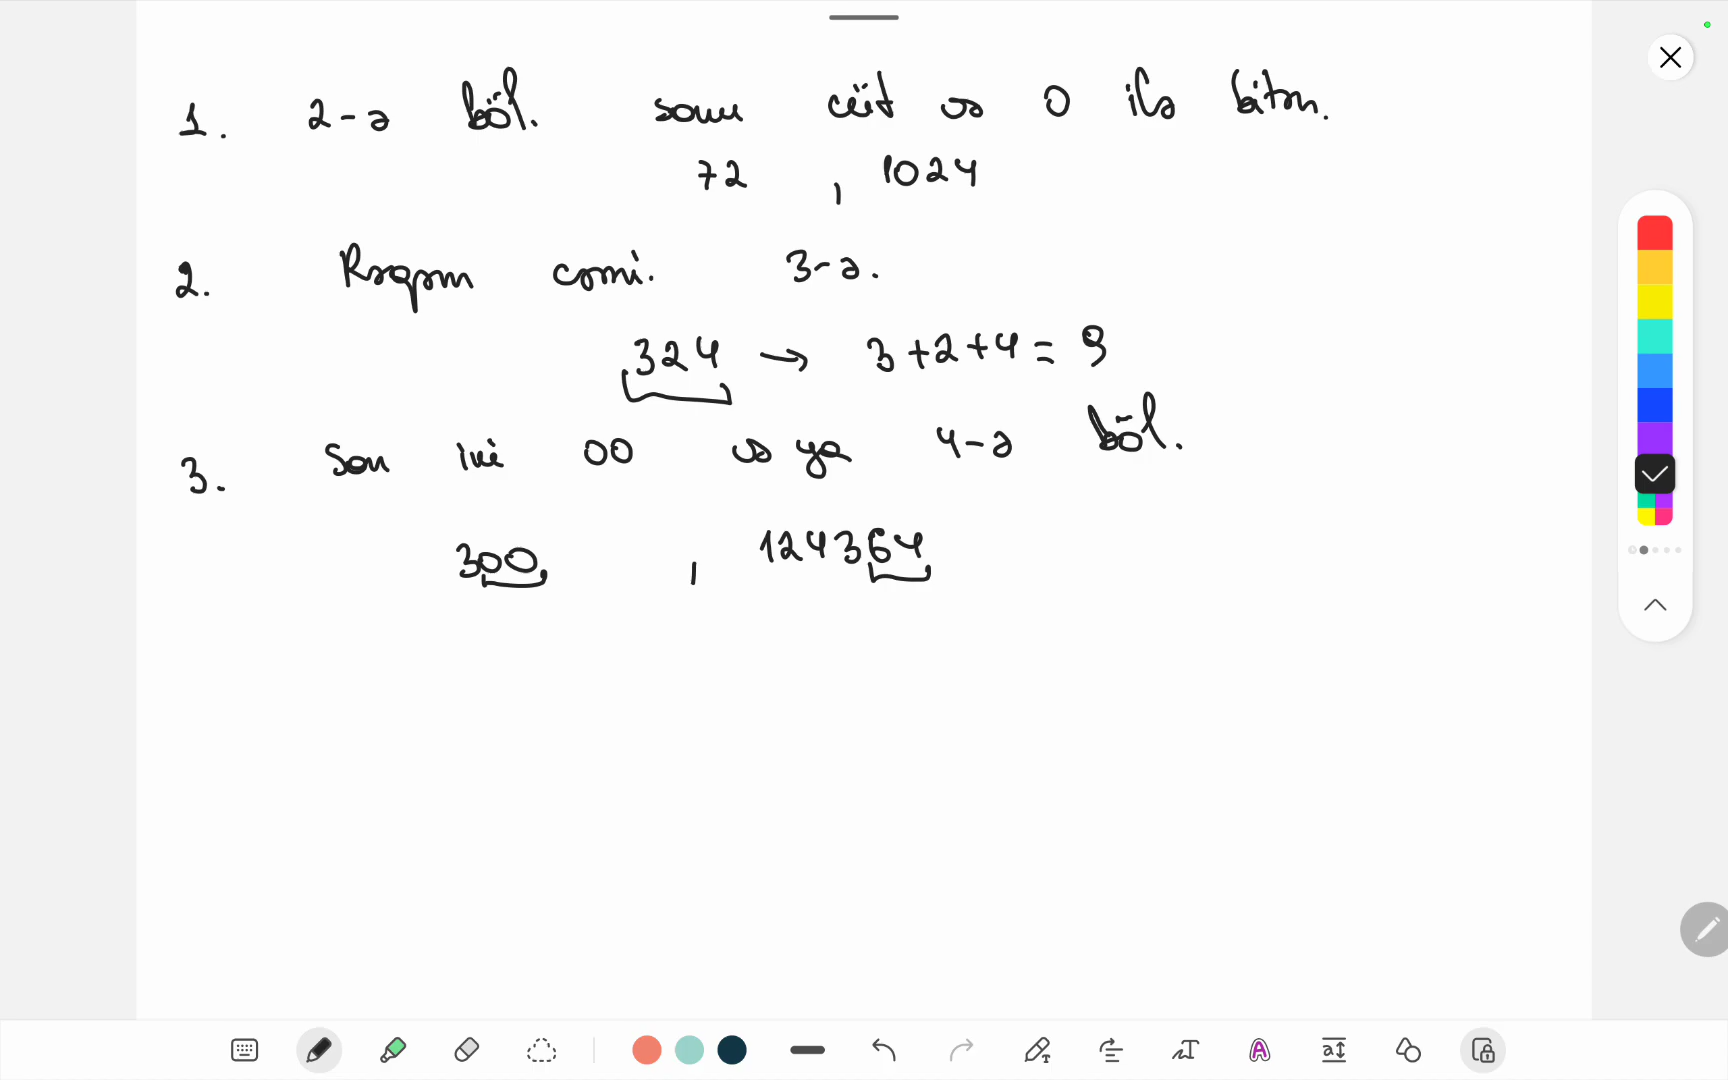 1. 2-ə böl. sonu cüt və 0 ilə bitən.
72 , 1024
2. Rəqəm cəmi. 3-ə.
324 → 3+2+4=9
3. Son iki 00 və ya 4-ə böl.
300 , 124364